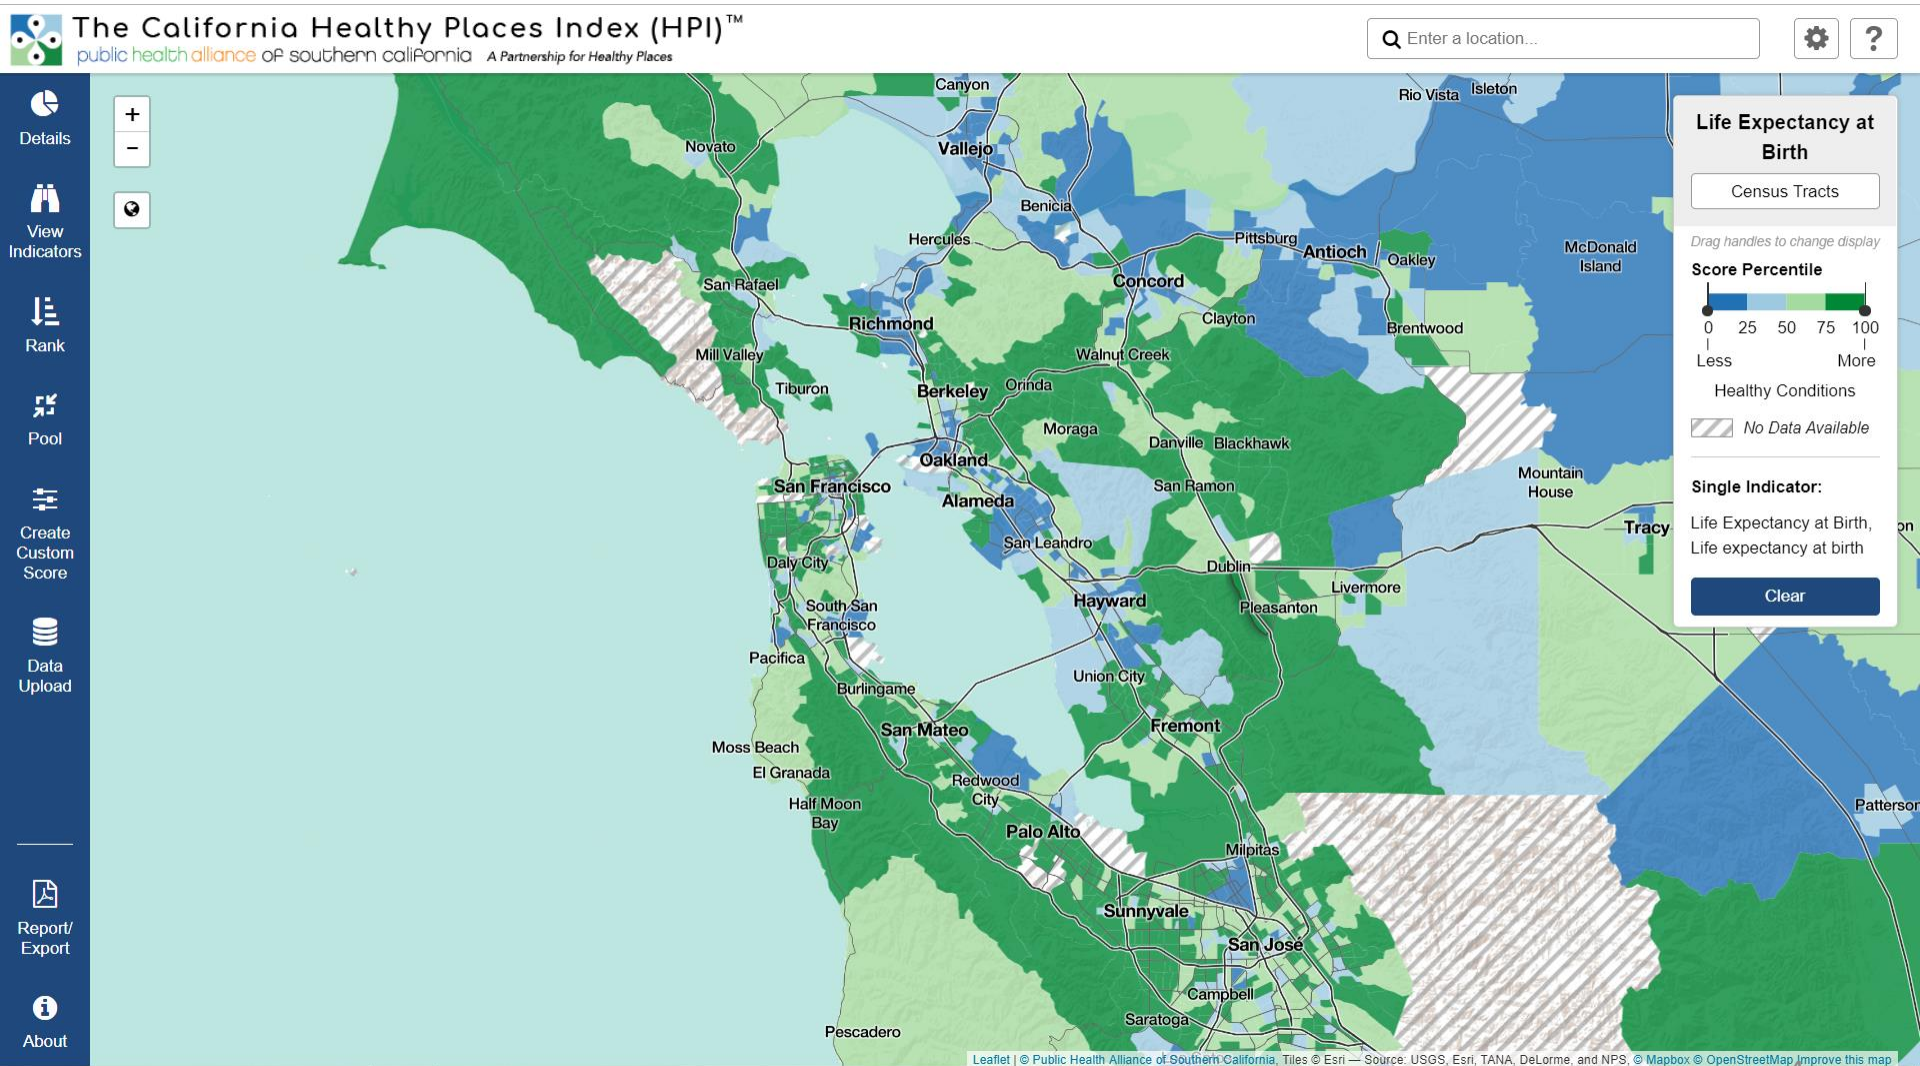 The California Healthy Places Index (HPI)™
public health alliance of southern california A Partnership for Healthy Places
Enter a location...
?
Details
View
Indicators
Rank
Pool
Create
Custom
Score
Data
Upload
Report/
Export
About
+
−
Canyon
Rio Vista
Isleton
Novato
Vallejo
Benicia
Hercules
Pittsburg
Antioch
Oakley
McDonald
Island
San Rafael
Concord
Richmond
Clayton
Brentwood
Mill Valley
Walnut Creek
Tiburon
Berkeley
Orinda
Moraga
Danville
Blackhawk
Oakland
San Francisco
Alameda
San Ramon
Mountain
House
Tracy
on
San Leandro
Daly City
Dublin
Livermore
Hayward
Pleasanton
South San
Francisco
Pacifica
Union City
Burlingame
San Mateo
Fremont
Moss Beach
El Granada
Redwood
City
Half Moon
Bay
Patterson
Palo Alto
Milpitas
Sunnyvale
San José
Campbell
Saratoga
Pescadero
Life Expectancy at
Birth
Census Tracts
Drag handles to change display
Score Percentile
0 25 50 75 100
Less More
Healthy Conditions
No Data Available
Single Indicator:
Life Expectancy at Birth,
Life expectancy at birth
Clear
Leaflet | © Public Health Alliance of Southern California, Tiles © Esri — Source: USGS, Esri, TANA, DeLorme, and NPS, © Mapbox © OpenStreetMap Improve this map